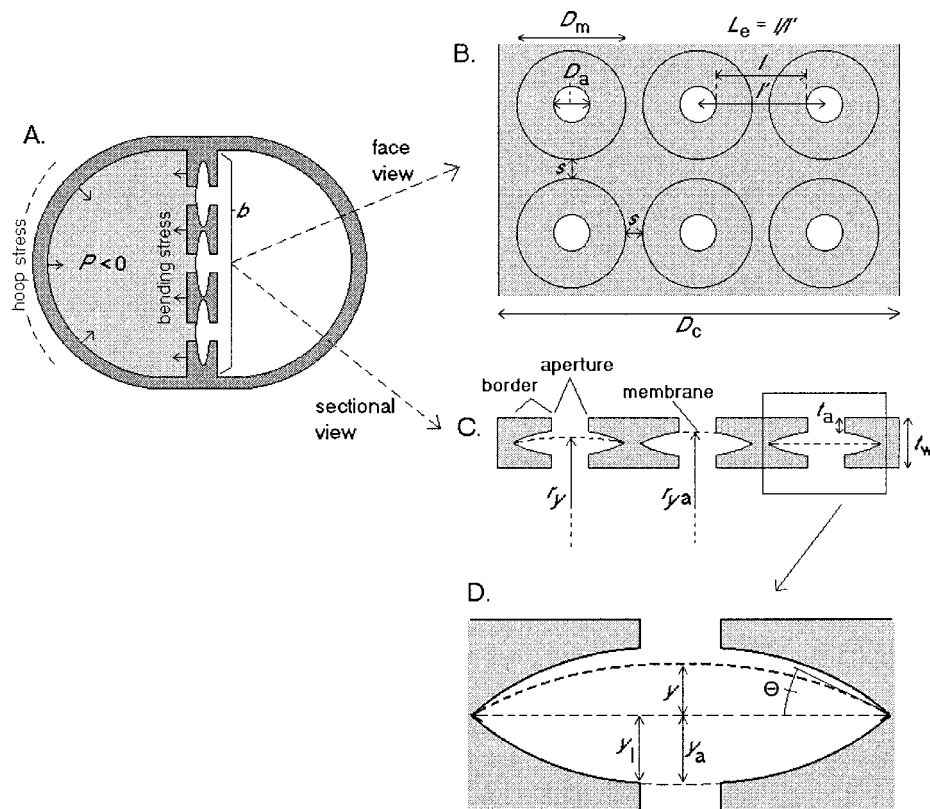 A.
hoop stress
P < 0
bending stress
b
face
view
sectional
view
B.
D_m
L_e = l/l'
D_a
l
l'
s
s
D_c
C.
border
aperture
membrane
t_a
t_w
r_y
r_ya
D.
y
Θ
y_l
y_a